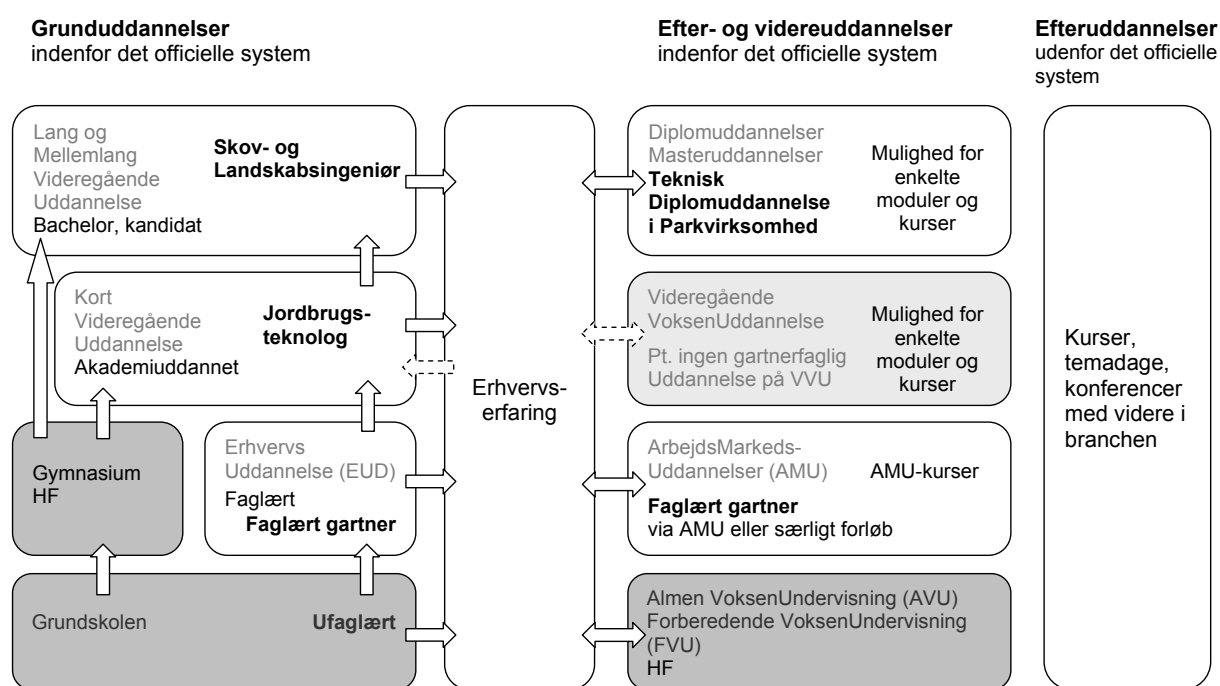 Grunduddannelser
indenfor det officielle system
Efter- og videreuddannelser
indenfor det officielle system
Efteruddannelser
udenfor det officielle
system
Lang og
Mellemlang
Videregående
Uddannelse
Bachelor, kandidat
Skov- og
Landskabsingeniør
Kort
Videregående
Uddannelse
Akademiuddannet
Jordbrugs-
teknolog
Gymnasium
HF
Erhvervs
Uddannelse (EUD)
Faglært
Faglært gartner
Grundskolen
Ufaglært
Erhvervs-
erfaring
Diplomuddannelser
Masteruddannelser
Teknisk
Diplomuddannelse
i Parkvirksomhed
Mulighed for
enkelte
moduler og
kurser
Videregående
VoksenUddannelse
Pt. ingen gartnerfaglig
Uddannelse på VVU
Mulighed for
enkelte
moduler og
kurser
ArbejdsMarkeds-
Uddannelser (AMU)
Faglært gartner
via AMU eller særligt forløb
AMU-kurser
Almen VoksenUndervisning (AVU)
Forberedende VoksenUndervisning
(FVU)
HF
Kurser,
temadage,
konferencer
med videre i
branchen